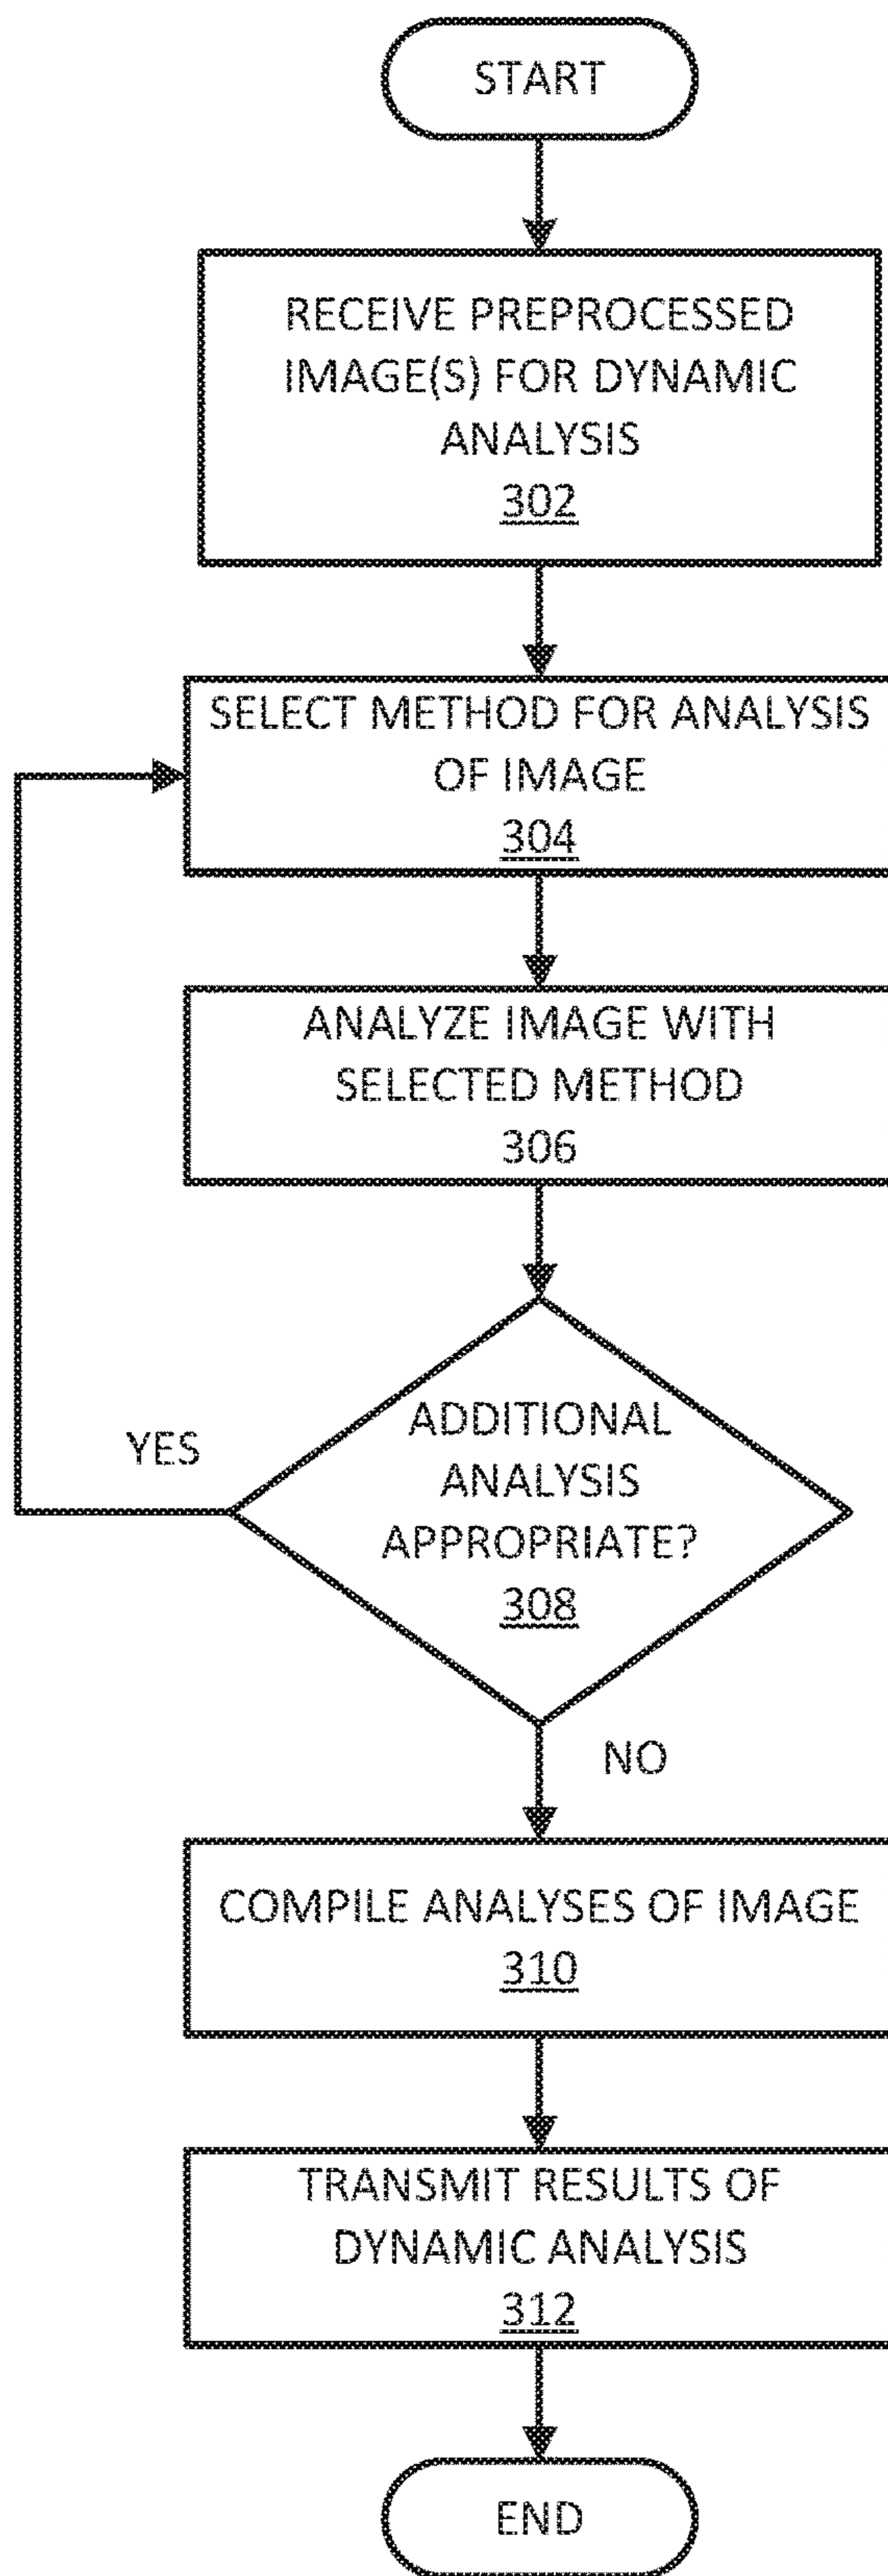 START
RECEIVE PREPROCESSED
IMAGE(S) FOR DYNAMIC
ANALYSIS
302
SELECT METHOD FOR ANALYSIS
OF IMAGE
304
ANALYZE IMAGE WITH
SELECTED METHOD
306
ADDITIONAL
ANALYSIS
APPROPRIATE?
308
YES
NO
COMPILE ANALYSES OF IMAGE
310
TRANSMIT RESULTS OF
DYNAMIC ANALYSIS
312
END